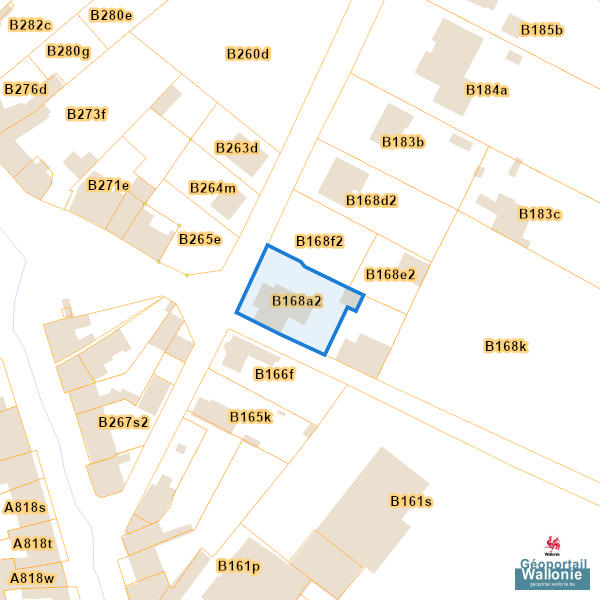 B280e
B282c
B185b
B280g
B260d
B276d
B184a
B273f
B183b
B263d
B271e
B264m
B168d2
B183c
B265e
B168f2
B168e2
B168a2
B168k
B166f
B165k
B267s2
B161s
A818s
A818t
B161p
A818w
Wallonie
Géoportail
Wallonie
geoportail.wallonie.be